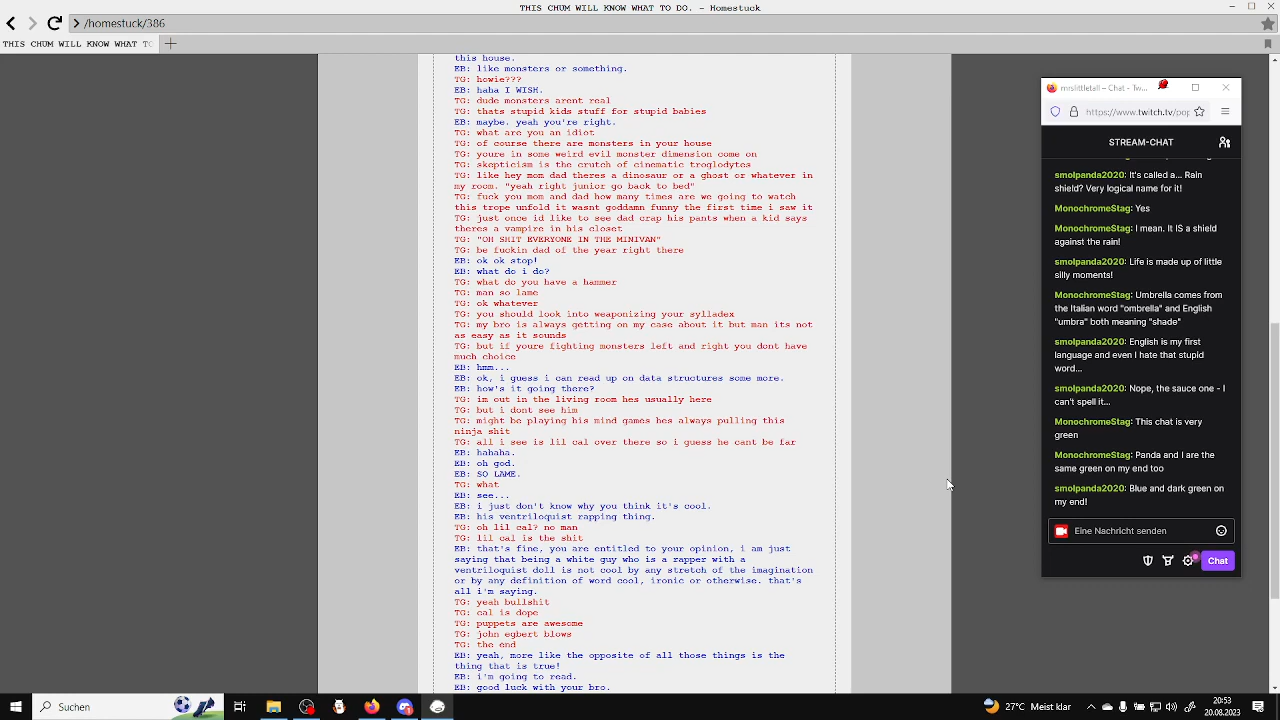 THIS CHUM WILL KNOW WHAT TO DO. - Homestuck
/homestuck/386
THIS CHUM WILL KNOW WHAT TO
this house.
EB: like monsters or something.
TG: howie???
EB: haha I WISH.
TG: dude monsters arent real
TG: thats stupid kids stuff for stupid babies
EB: maybe. yeah you're right.
TG: what are you an idiot
TG: of course there are monsters in your house
TG: youre in some weird evil monster dimension come on
TG: skepticism is the crutch of cinematic troglodytes
TG: like hey mom dad theres a dinosaur or a ghost or whatever in
my room. "yeah right junior go back to bed"
TG: fuck you mom and dad how many times are we going to watch
this trope unfold it wasnt goddamn funny the first time i saw it
TG: just once id like to see dad crap his pants when a kid says
theres a vampire in his closet
TG: "OH SHIT EVERYONE IN THE MINIVAN"
TG: be fuckin dad of the year right there
EB: ok ok stop!
EB: what do i do?
TG: what do you have a hammer
TG: man so lame
TG: ok whatever
TG: you should look into weaponizing your sylladex
TG: my bro is always getting on my case about it but man its not
as easy as it sounds
TG: but if youre fighting monsters left and right you dont have
much choice
EB: hmm...
EB: ok, i guess i can read up on data structures some more.
EB: how's it going there?
TG: im out in the living room hes usually here
TG: but i dont see him
TG: might be playing his mind games hes always pulling this
ninja shit
TG: all i see is lil cal over there so i guess he cant be far
EB: hahaha.
EB: oh god.
EB: SO LAME.
TG: what
EB: see...
EB: i just don't know why you think it's cool.
EB: his ventriloquist rapping thing.
TG: oh lil cal? no man
TG: lil cal is the shit
EB: that's fine, you are entitled to your opinion, i am just
saying that being a white guy who is a rapper with a
ventriloquist doll is not cool by any stretch of the imagination
or by any definition of word cool, ironic or otherwise. that's
all i'm saying.
TG: yeah bullshit
TG: cal is dope
TG: puppets are awesome
TG: john egbert blows
TG: the end
EB: yeah, more like the opposite of all those things is the
thing that is true!
EB: i'm going to read.
EB: good luck with your bro.
mrslittletall – Chat - Tw...
https://www.twitch.tv/pop
STREAM-CHAT
smolpanda2020: It's called a... Rain
shield? Very logical name for it!
MonochromeStag: Yes
MonochromeStag: I mean. It IS a shield
against the rain!
smolpanda2020: Life is made up of little
silly moments!
MonochromeStag: Umbrella comes from
the Italian word "ombrella" and English
"umbra" both meaning "shade"
smolpanda2020: English is my first
language and even I hate that stupid
word...
smolpanda2020: Nope, the sauce one - I
can't spell it...
MonochromeStag: This chat is very
green
MonochromeStag: Panda and I are the
same green on my end too
smolpanda2020: Blue and dark green on
my end!
Eine Nachricht senden
Chat
Suchen
27°C Meist klar
20:53
20.08.2023